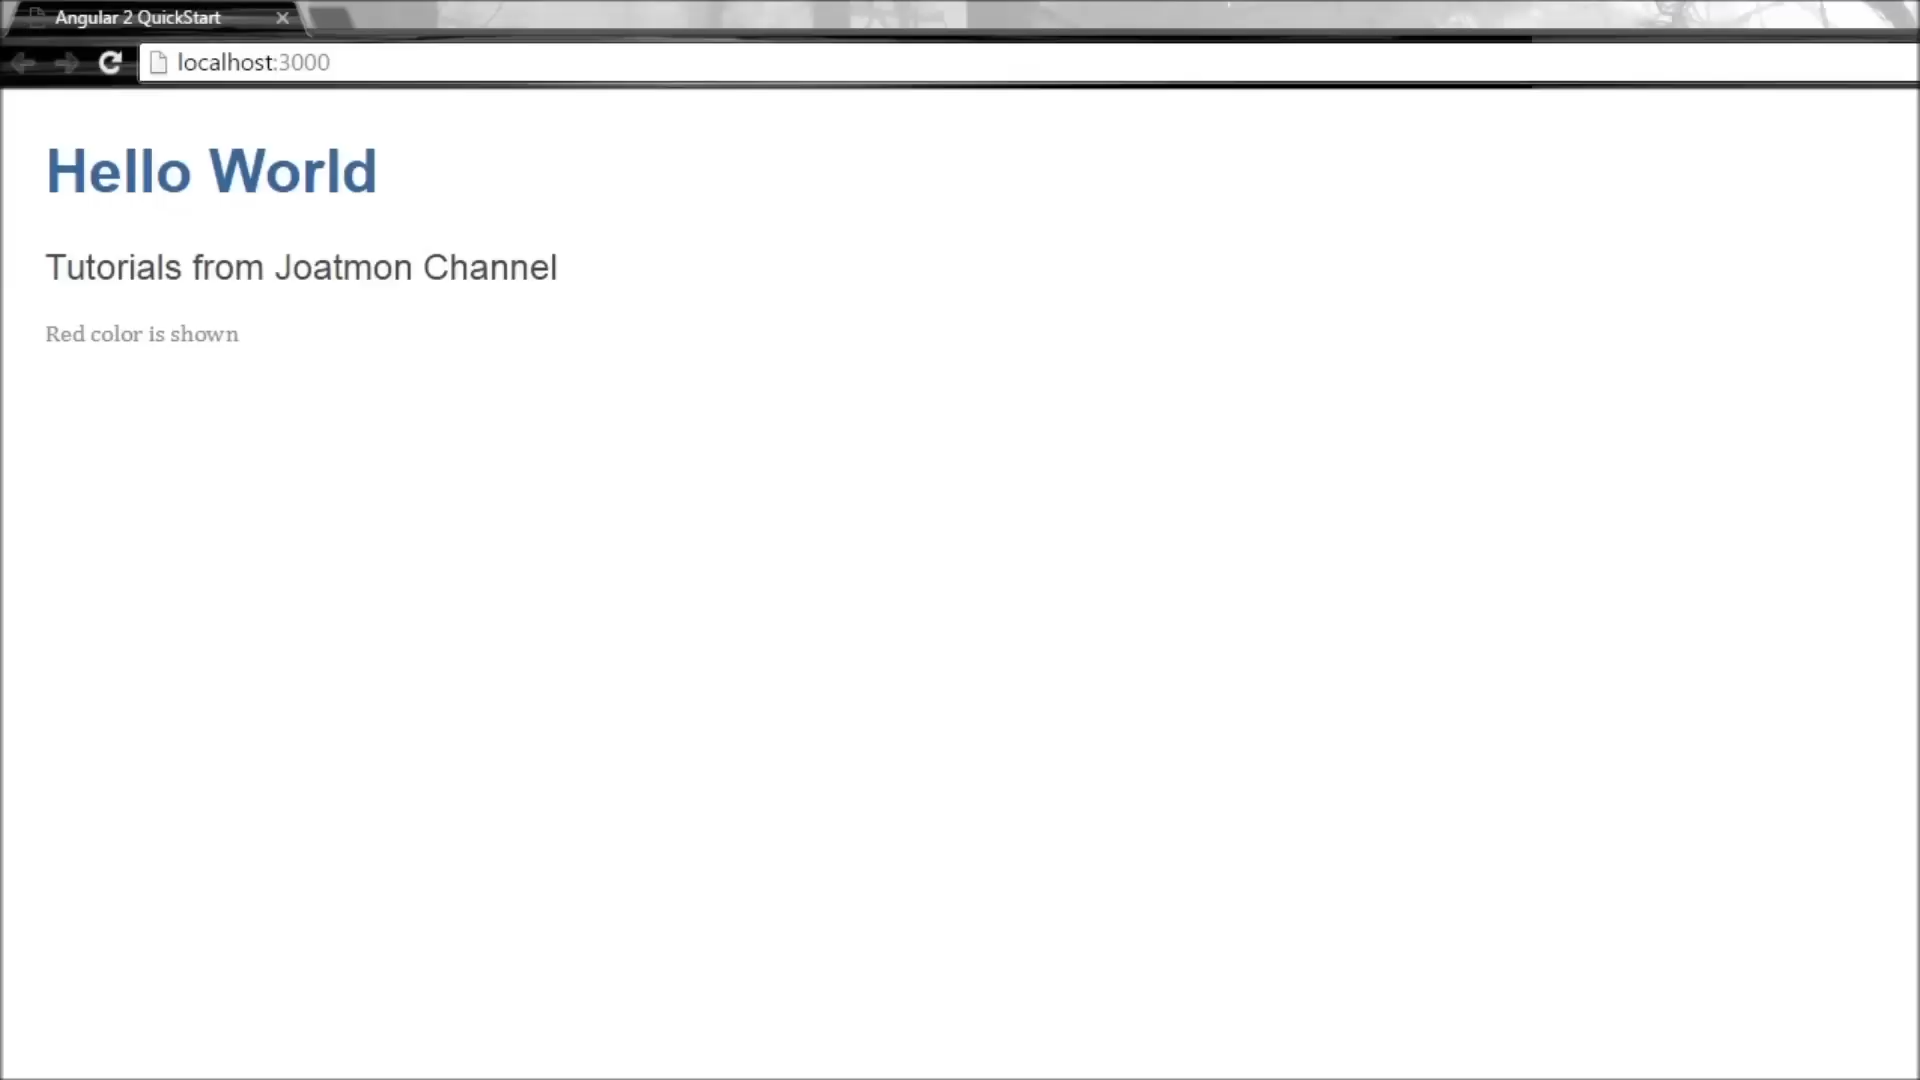 Angular 2 QuickStart
localhost:3000
Hello World
Tutorials from Joatmon Channel
Red color is shown